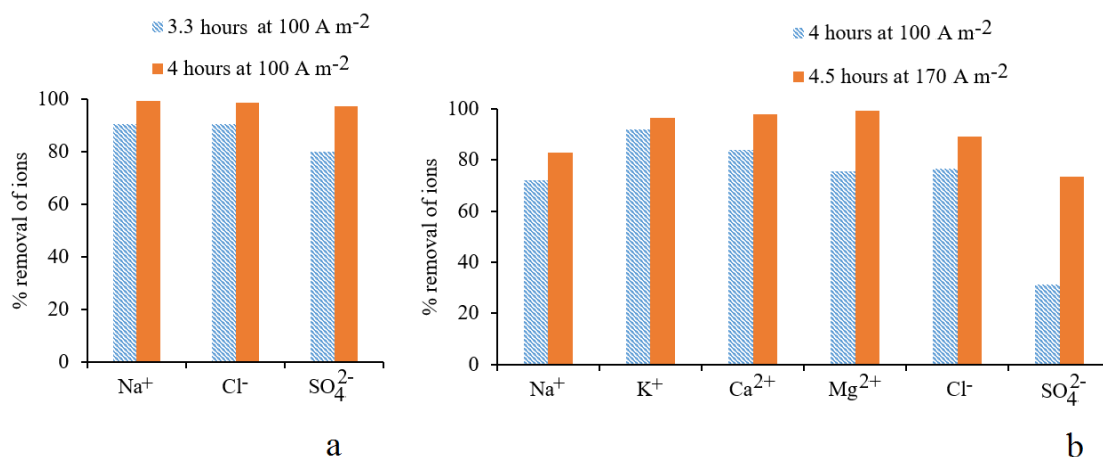 3.3 hours at 100 A m-2
4 hours at 100 A m-2
% removal of ions
100
80
60
40
20
0
Na+ Cl- SO42-
a
4 hours at 100 A m-2
4.5 hours at 170 A m-2
% removal of ions
100
80
60
40
20
0
Na+ K+ Ca2+ Mg2+ Cl- SO42-
b